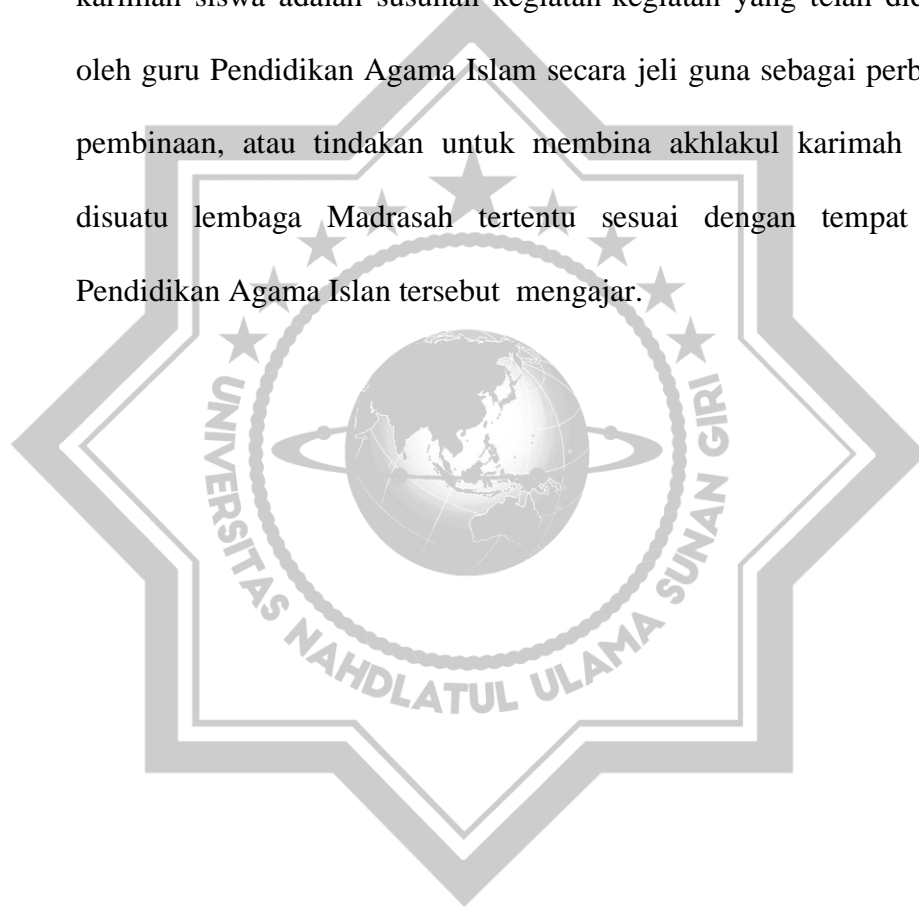 karimah siswa adalah susunan kegiatan-kegiatan yang telah
oleh guru Pendidikan Agama Islam secara jeli guna sebagai
pembinaan, atau tindakan untuk membina akhlakul karimah
disuatu lembaga Madrasah tertentu sesuai dengan tempat
Pendidikan Agama Islan tersebut mengajar.
UNIVERSITAS NAHDLATUL ULAMA SUNAN GIRI